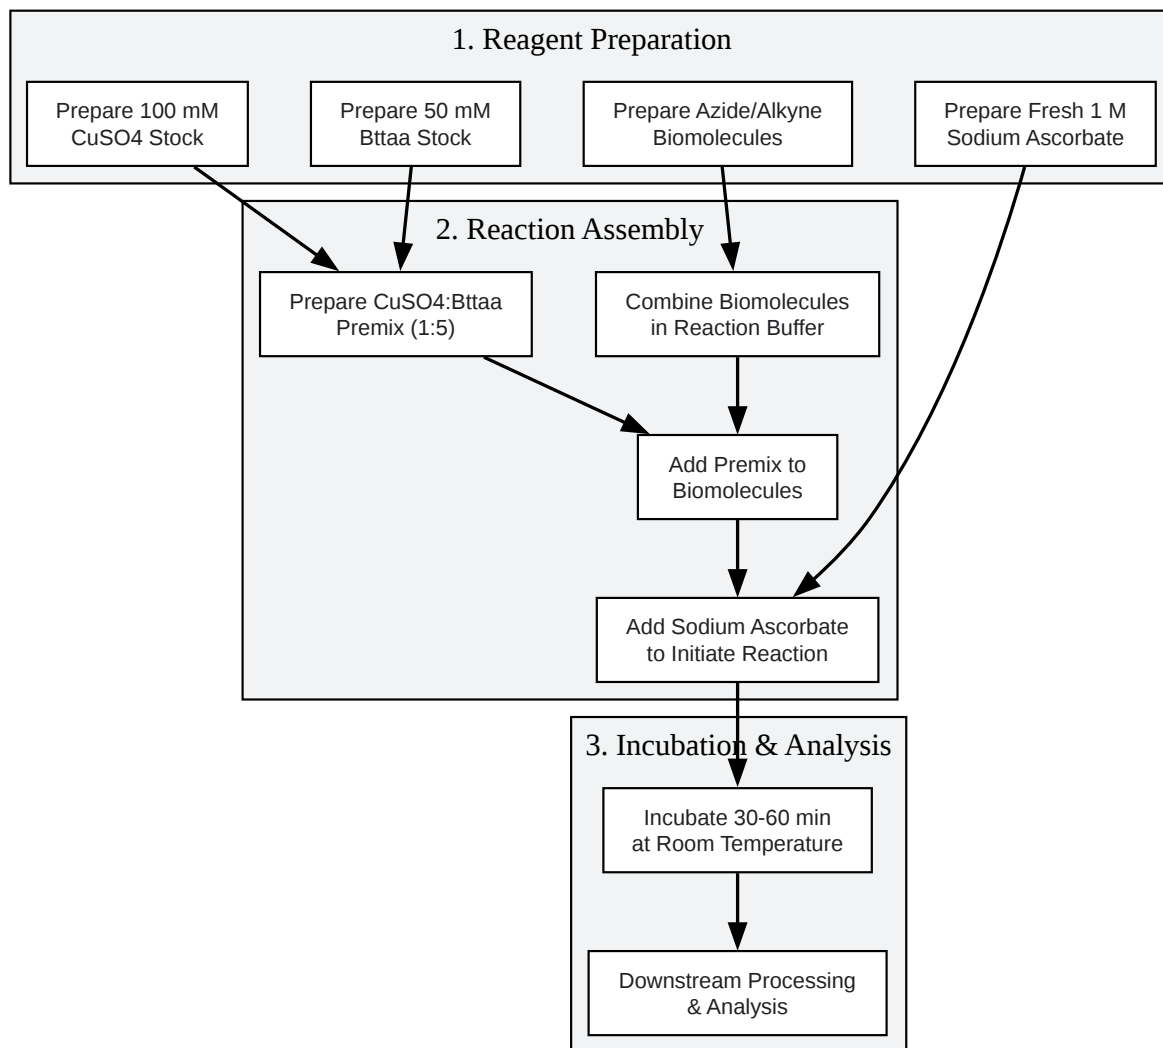 1. Reagent Preparation
Prepare 100 mM
CuSO4 Stock
Prepare 50 mM
Bttaa Stock
Prepare Azide/Alkyne
Biomolecules
Prepare Fresh 1 M
Sodium Ascorbate
2. Reaction Assembly
Prepare CuSO4:Bttaa
Premix (1:5)
Combine Biomolecules
in Reaction Buffer
Add Premix to
Biomolecules
Add Sodium Ascorbate
to Initiate Reaction
3. Incubation & Analysis
Incubate 30-60 min
at Room Temperature
Downstream Processing
& Analysis